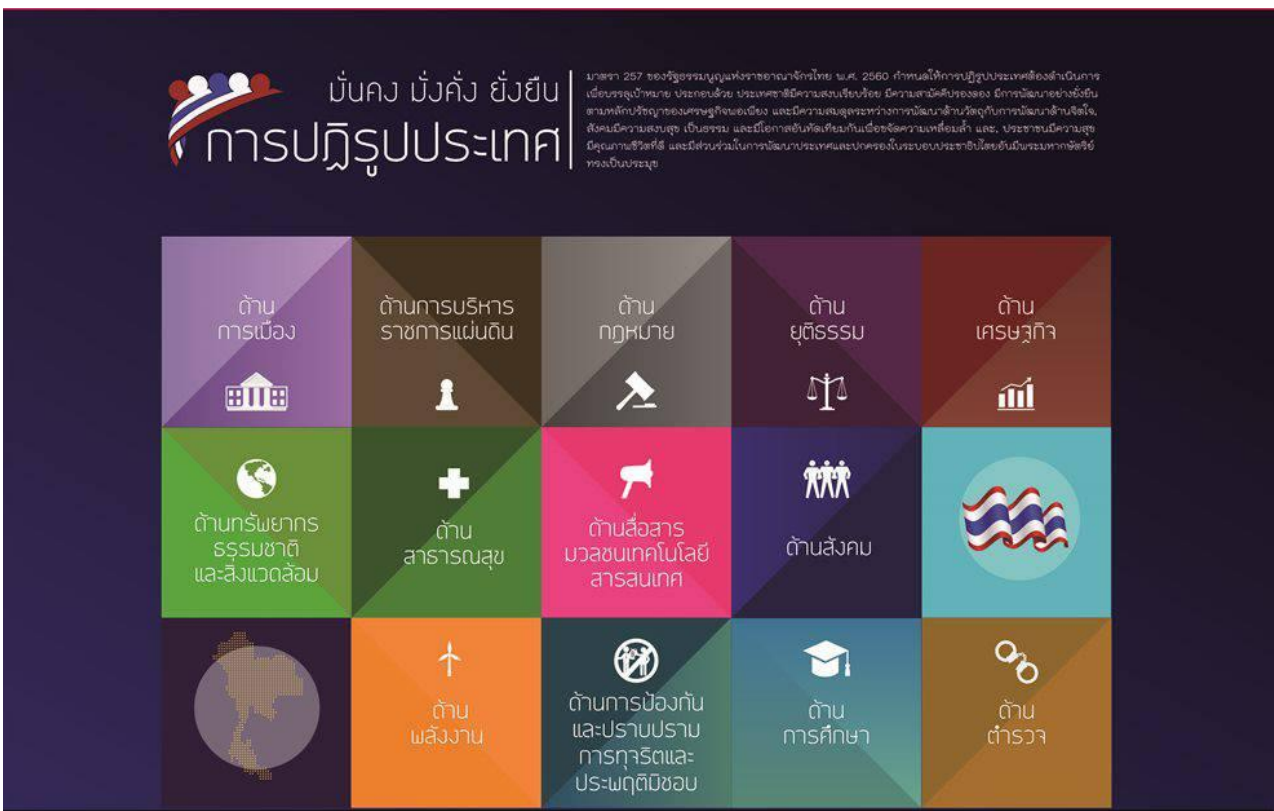 มั่นคง มั่งคั่ง ยั่งยืน
การปฏิรูปประเทศ
มาตรา 257 ของรัฐธรรมนูญแห่งราชอาณาจักรไทย พ.ศ. 2560 กำหนดให้การปฏิรูปประเทศต้องดำเนินการ
เพื่อบรรลุเป้าหมาย ประกอบด้วย ประเทศชาติมีความสงบเรียบร้อย มีความสามัคคีปรองดอง มีการพัฒนาอย่างยั่งยืน
ตามหลักปรัชญาของเศรษฐกิจพอเพียง และมีความสมดุลระหว่างการพัฒนาด้านวัตถุกับการพัฒนาด้านจิตใจ,
สังคมมีความสงบสุข เป็นธรรม และมีโอกาสอันทัดเทียมกันเพื่อขจัดความเหลื่อมล้ำ และ, ประชาชนมีความสุข
มีคุณภาพชีวิตที่ดี และมีส่วนร่วมในการพัฒนาประเทศและปกครองในระบอบประชาธิปไตยอันมีพระมหากษัตริย์
ทรงเป็นประมุข
ด้าน
การเมือง
ด้านการบริหาร
ราชการแผ่นดิน
ด้าน
กฎหมาย
ด้าน
ยุติธรรม
ด้าน
เศรษฐกิจ
ด้านทรัพยากร
ธรรมชาติ
และสิ่งแวดล้อม
ด้าน
สาธารณสุข
ด้านสื่อสาร
มวลชนเทคโนโลยี
สารสนเทศ
ด้านสังคม
ด้าน
พลังงาน
ด้านการป้องกัน
และปราบปราม
การทุจริตและ
ประพฤติมิชอบ
ด้าน
การศึกษา
ด้าน
ตำรวจ